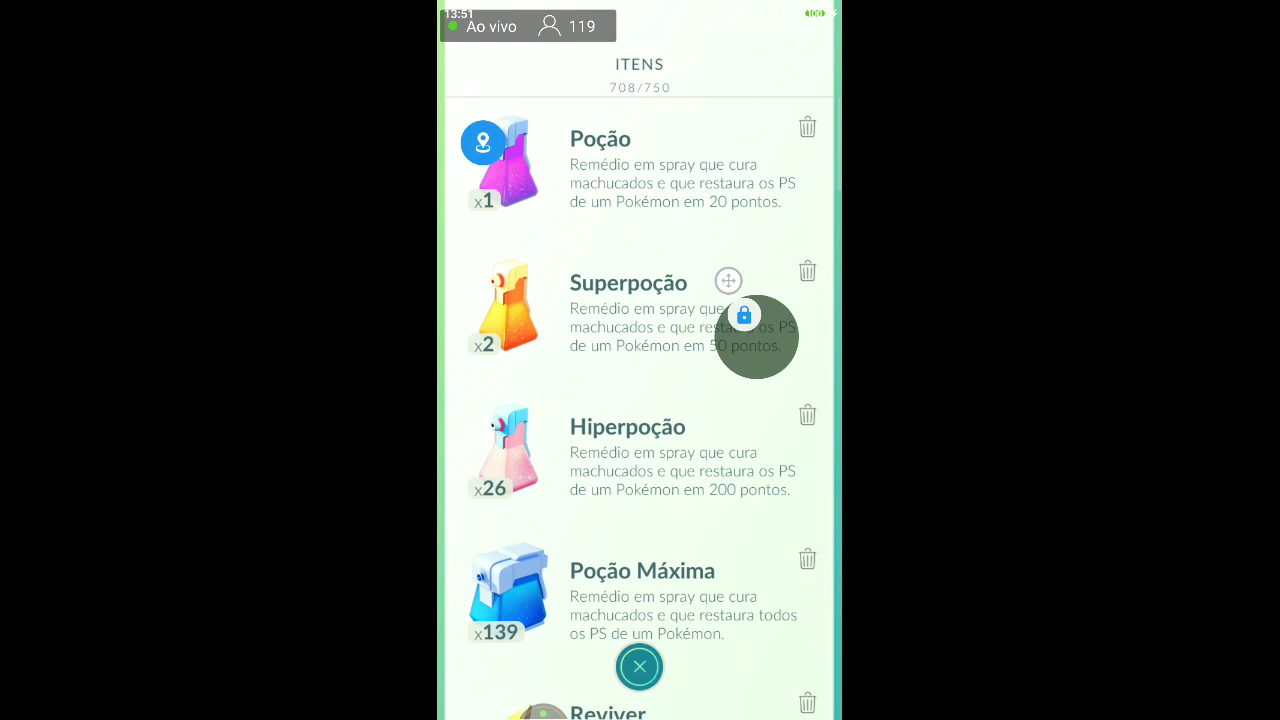 13:51
100
Ao vivo 119
ITENS
708/750
Poção
Remédio em spray que cura
machucados e que restaura os PS
de um Pokémon em 20 pontos.
x1
Superpoção
Remédio em spray que
machucados e que restaura os PS
de um Pokémon em 50 pontos.
x2
Hiperpoção
Remédio em spray que cura
machucados e que restaura os PS
de um Pokémon em 200 pontos.
x26
Poção Máxima
Remédio em spray que cura
machucados e que restaura todos
os PS de um Pokémon.
x139
Reviver